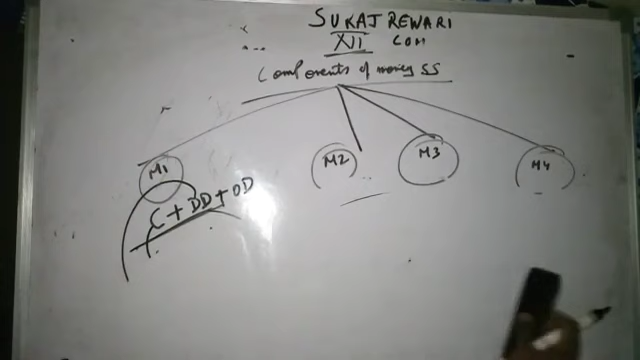 SURAJ REWARI
XII COM
Components of money SS
M1 M2 M3 M4
C + DD + OD